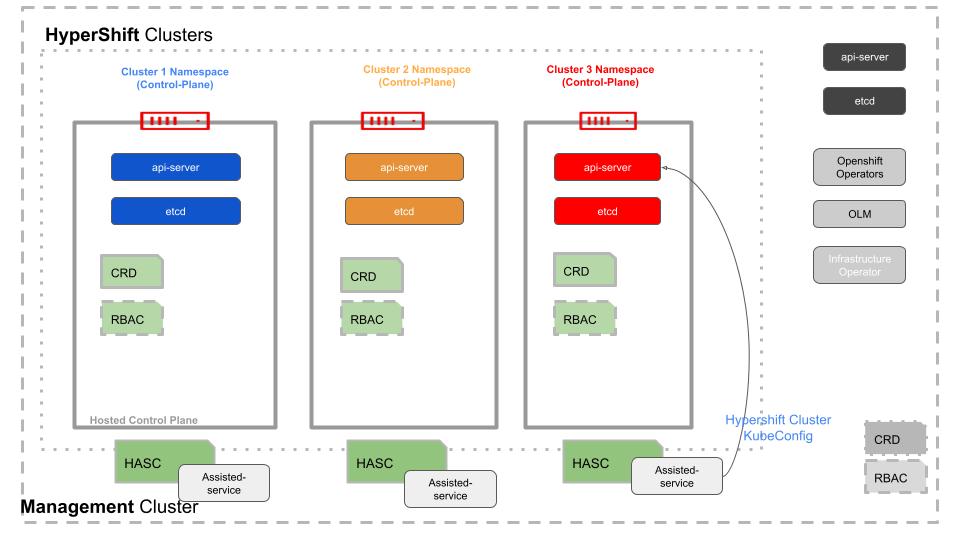 HyperShift Clusters
Cluster 1 Namespace
(Control-Plane)
Cluster 2 Namespace
(Control-Plane)
Cluster 3 Namespace
(Control-Plane)
api-server
etcd
CRD
RBAC
Hosted Control Plane
api-server
etcd
CRD
RBAC
api-server
etcd
CRD
RBAC
HASC
Assisted-
service
HASC
Assisted-
service
HASC
Assisted-
service
Hypershift Cluster
KubeConfig
api-server
etcd
Openshift
Operators
OLM
Infrastructure
Operator
CRD
RBAC
Management Cluster